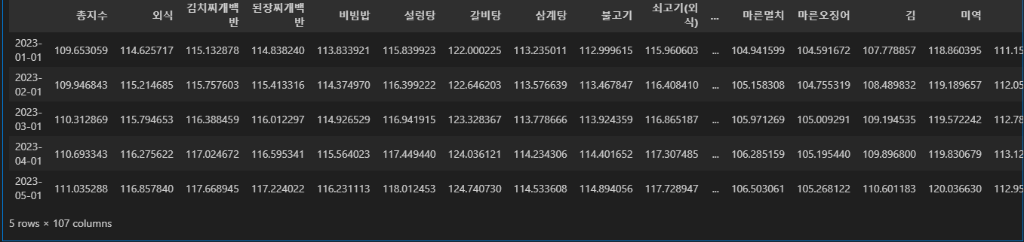 총지수 외식 김치찌개백반 된장찌개백반 비빔밥 설렁탕 갈비탕 삼계탕 불고기 쇠고기(외식) ... 마른멸치 마른오징어 김 미역
2023-01-01 109.653059 114.625717 115.132878 114.838240 113.833921 115.839923 122.000225 113.235011 112.999615 115.960603 ... 104.941599 104.591672 107.778857 118.860395 111.15
2023-02-01 109.946843 115.214685 115.757603 115.413316 114.374970 116.399222 122.646203 113.576639 113.467847 116.408410 ... 105.158308 104.755319 108.489832 119.189657 112.05
2023-03-01 110.312869 115.794653 116.388459 116.012297 114.926529 116.941915 123.328367 113.778666 113.924359 116.865187 ... 105.971269 105.009291 109.194535 119.572242 112.78
2023-04-01 110.693343 116.275622 117.024672 116.595341 115.564023 117.449440 124.036121 114.234306 114.401652 117.307485 ... 106.285159 105.195440 109.896800 119.830679 113.12
2023-05-01 111.035288 116.857840 117.668945 117.224022 116.231113 118.012453 124.740730 114.533608 114.894056 117.728947 ... 106.503061 105.268122 110.601183 120.036630 112.95
5 rows × 107 columns